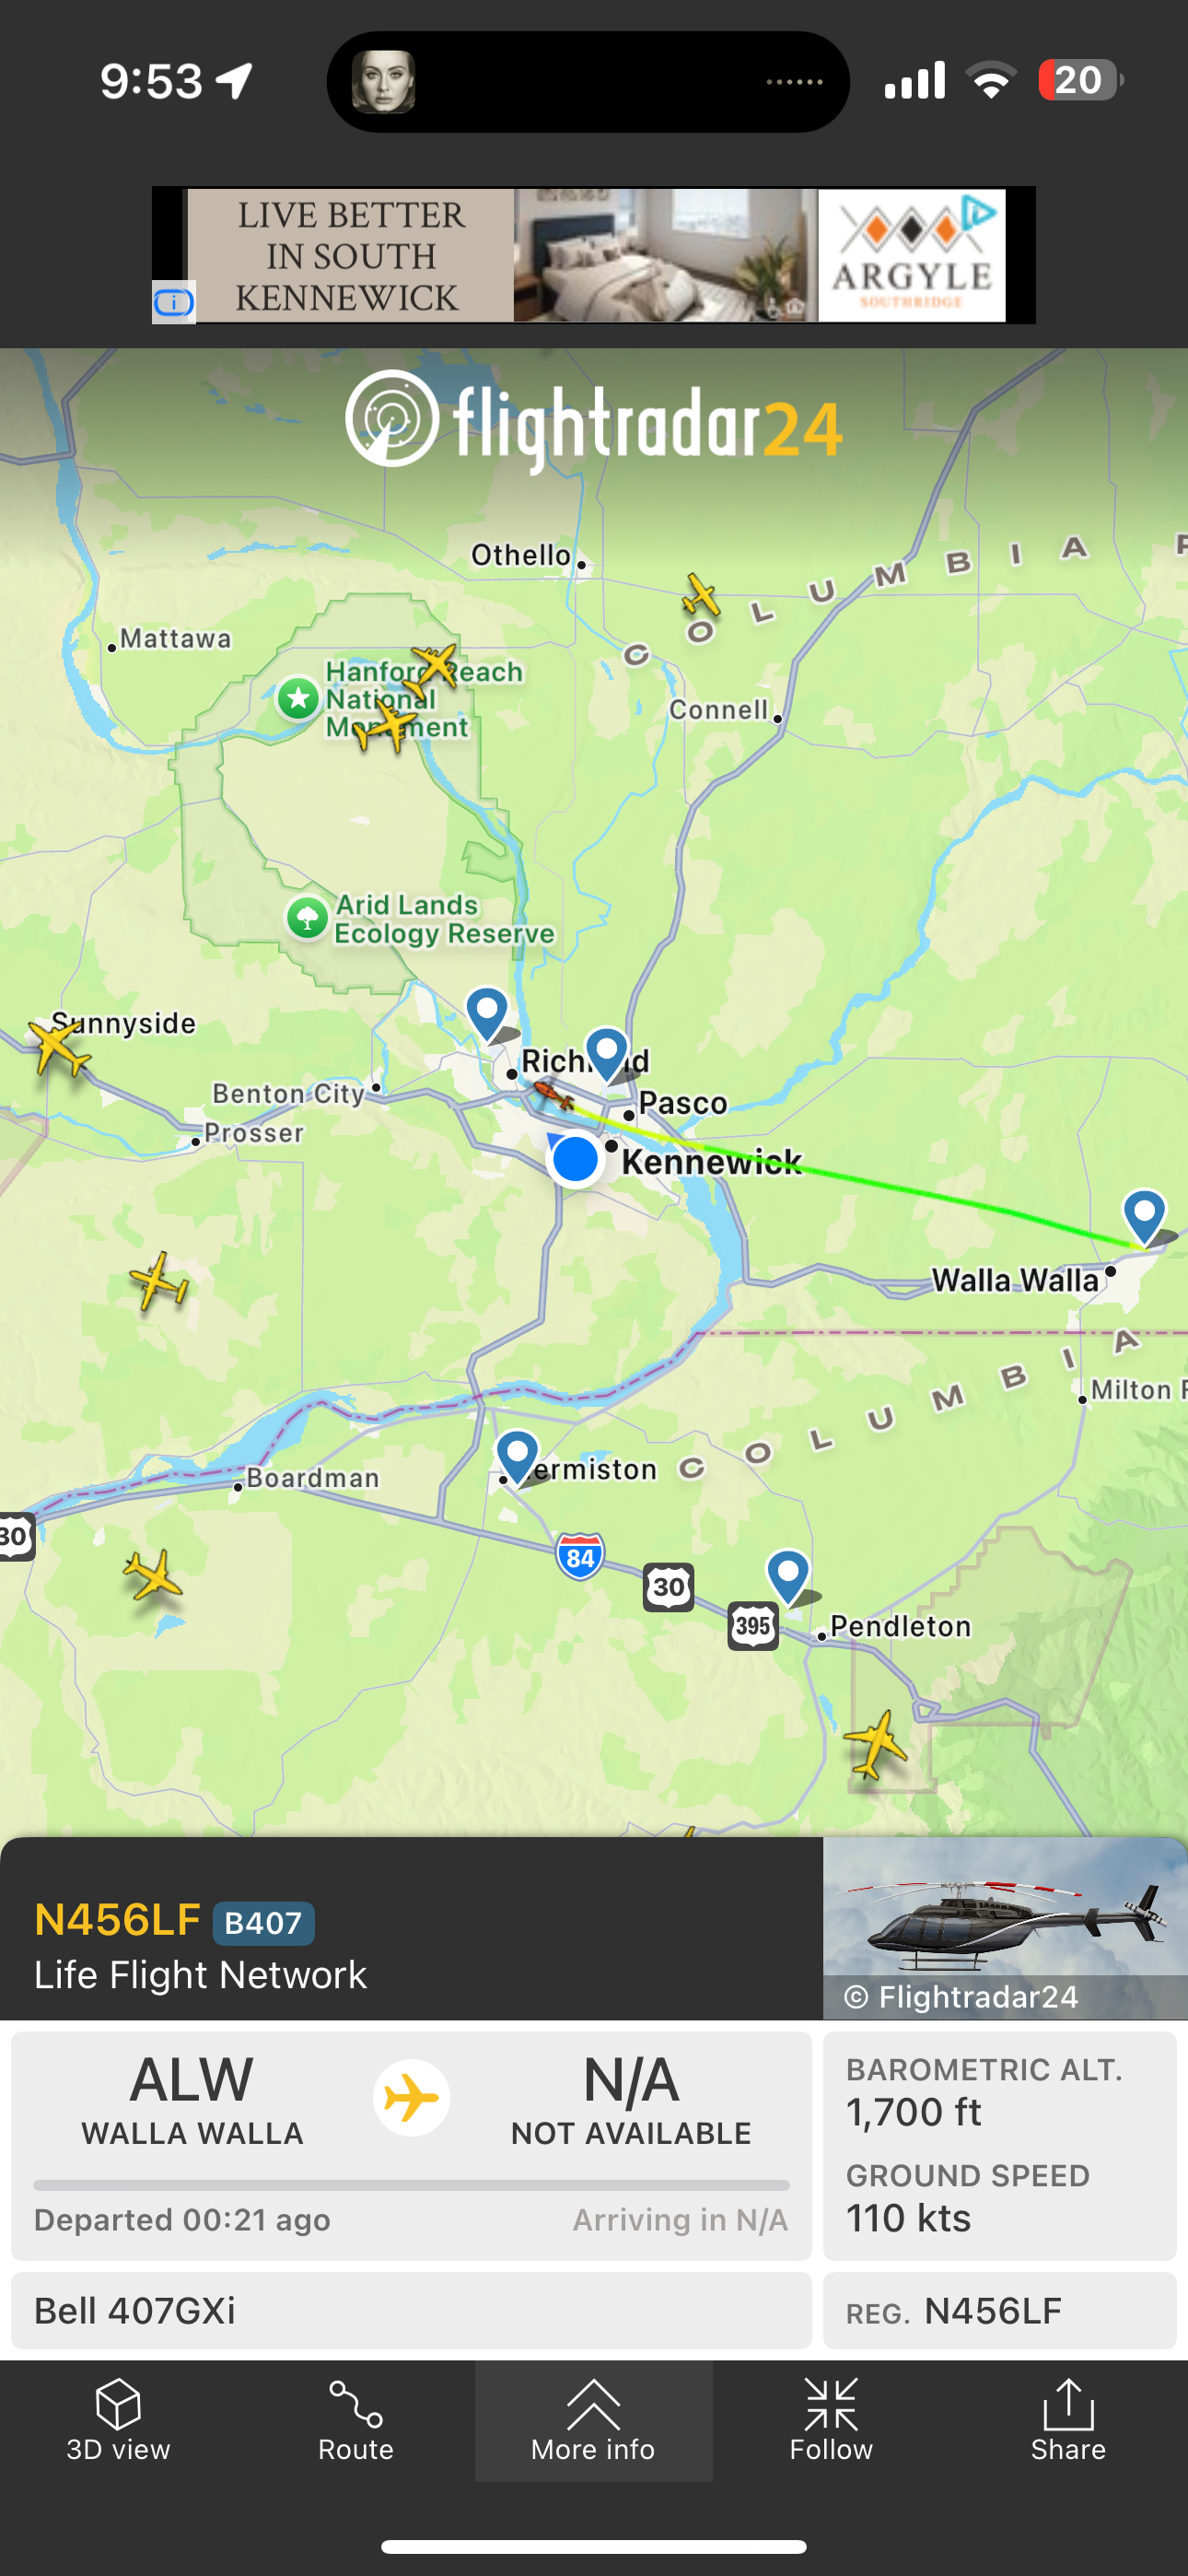 9:53
20
LIVE BETTER
IN SOUTH
KENNEWICK
ARGYLE
SOUTHRIDGE
flightradar24
Othello
COLUMBIA
Mattawa
Hanford Reach
National
Monument
Connell
Arid Lands
Ecology Reserve
Sunnyside
Richland
Benton City
Pasco
Prosser
Kennewick
Walla Walla
COLUMBIA
Milton F
ermiston
Boardman
30
84
30
395
Pendleton
N456LF B407
Life Flight Network
© Flightradar24
ALW
WALLA WALLA
N/A
NOT AVAILABLE
Departed 00:21 ago
Arriving in N/A
BAROMETRIC ALT.
1,700 ft
GROUND SPEED
110 kts
Bell 407GXi
REG. N456LF
3D view
Route
More info
Follow
Share